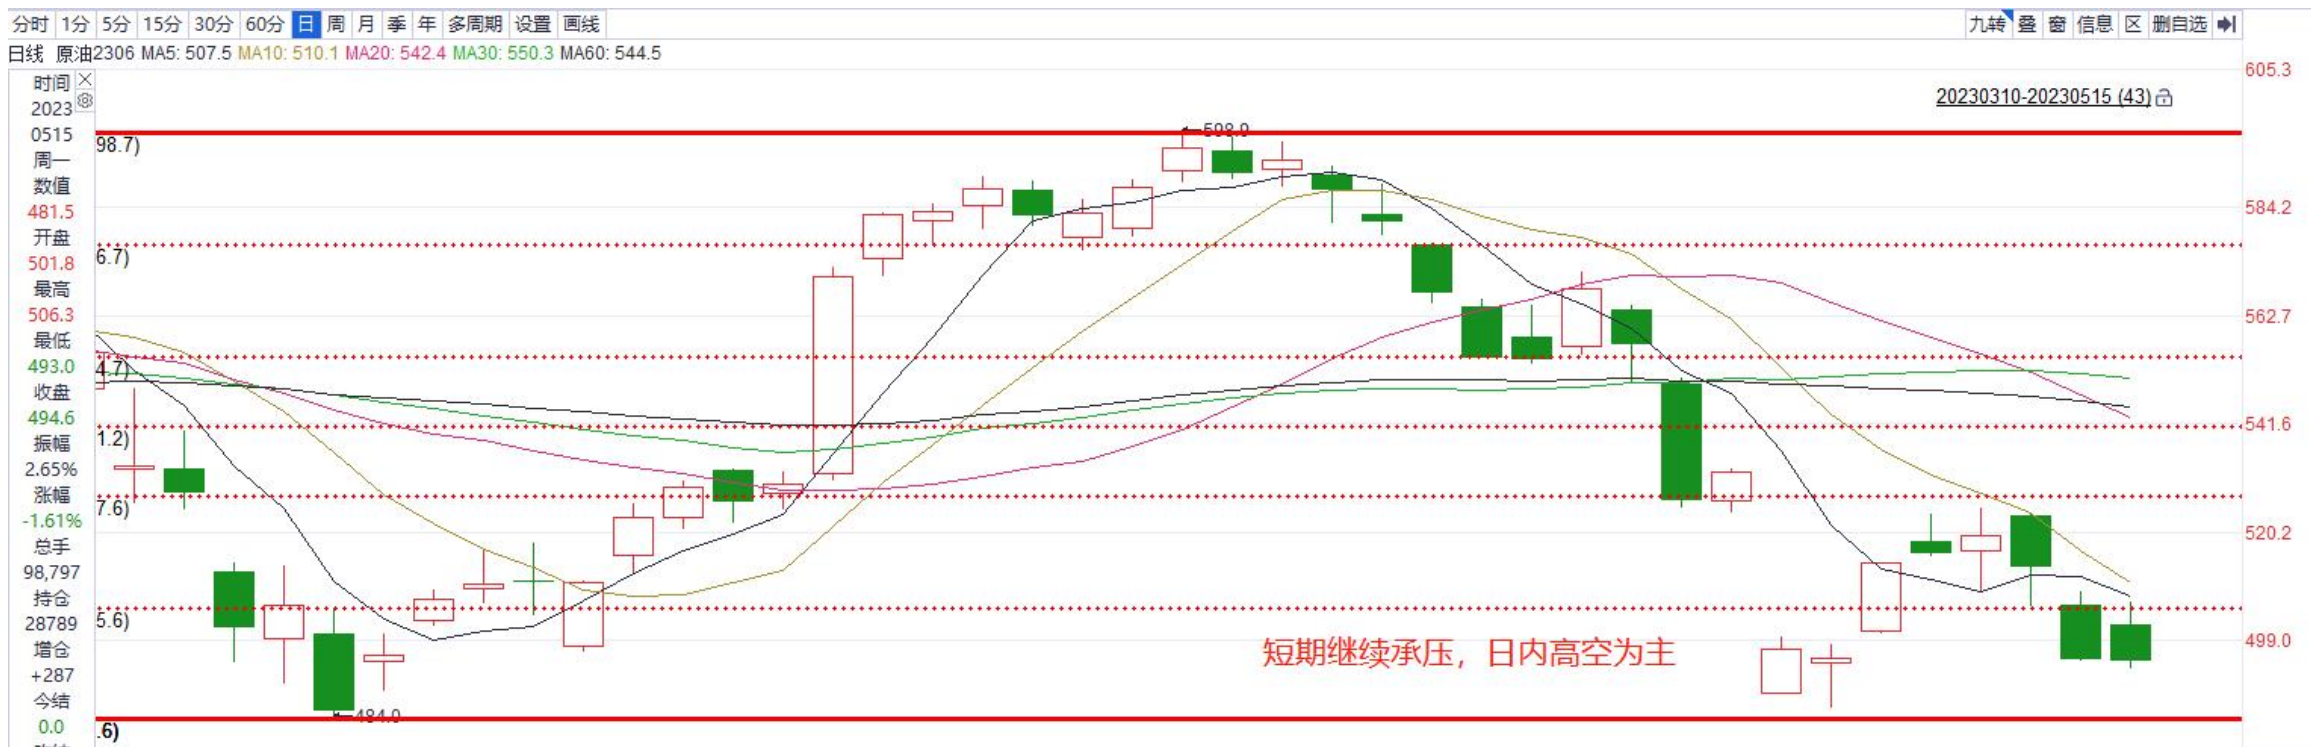 分时 1分 5分 15分 30分 60分 日 周 月 季 年 多周期 设置 画线 九转 叠 窗 信息 区 删自选
日线 原油2306 MA5: 507.5 MA10: 510.1 MA20: 542.4 MA30: 550.3 MA60: 544.5
时间
2023
0515
周一
数值
481.5
开盘
501.8
最高
506.3
最低
493.0
收盘
494.6
振幅
2.65%
涨幅
-1.61%
总手
98,797
持仓
28789
增仓
+287
今结
0.0
98.7)
6.7)
4.7)
1.2)
7.6)
5.6)
.6)
598.9
484.0
20230310-20230515 (43)
短期继续承压，日内高空为主
605.3
584.2
562.7
541.6
520.2
499.0